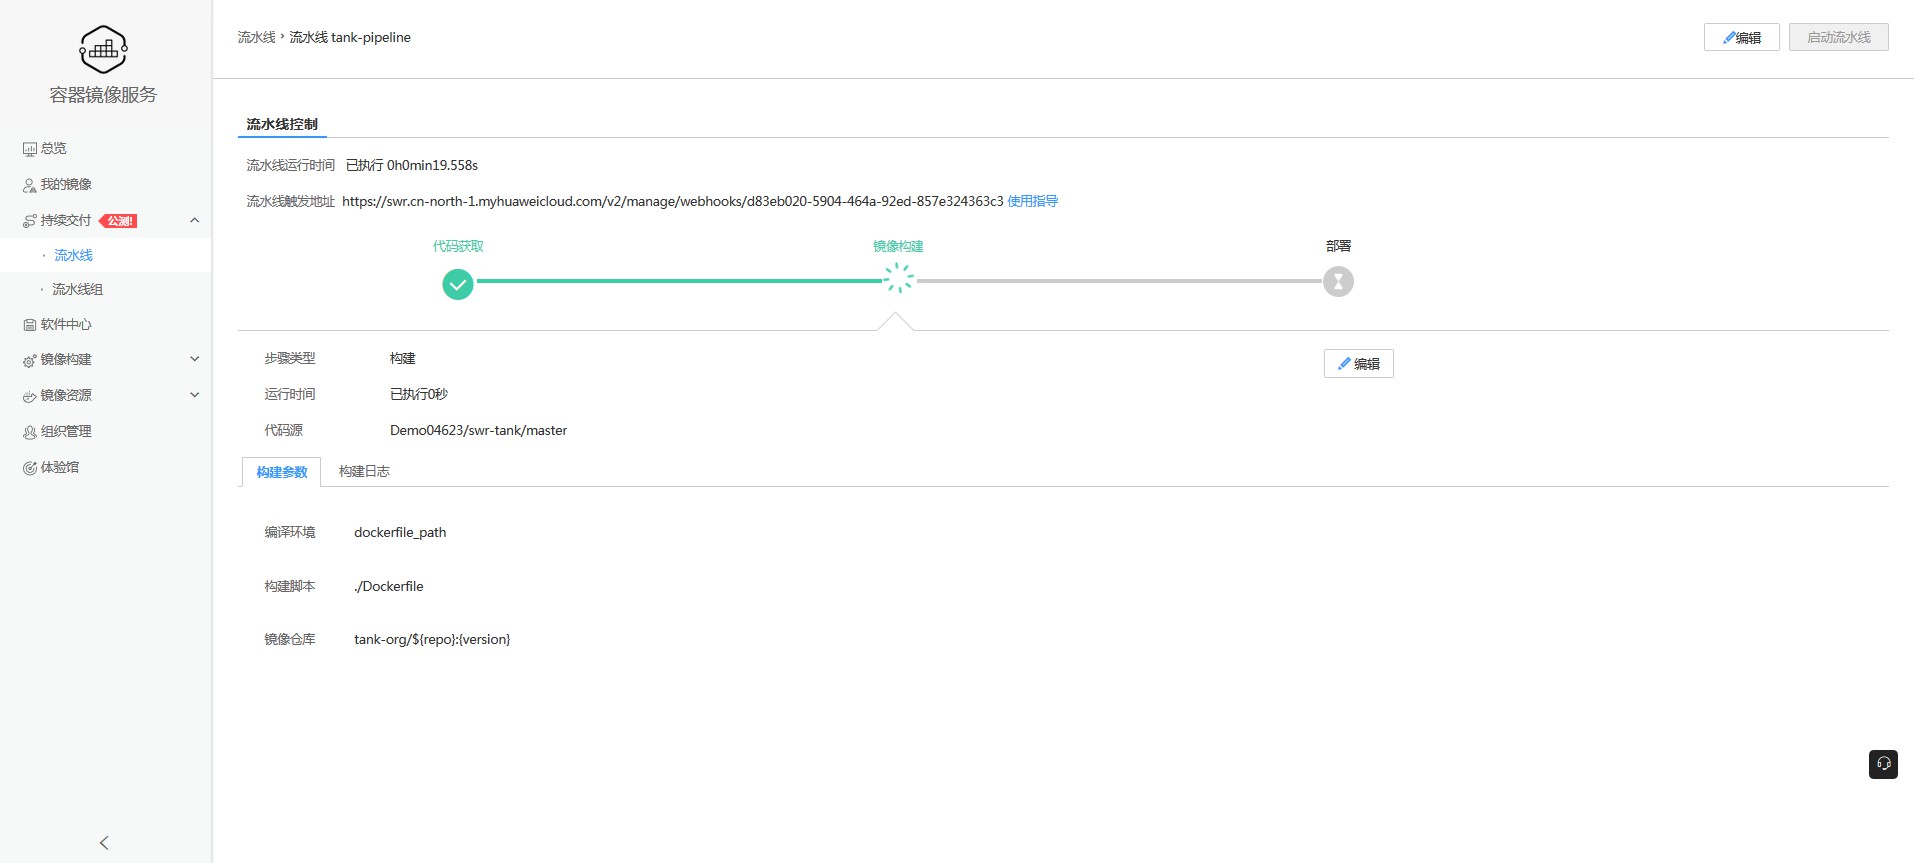 容器镜像服务
总览
我的镜像
持续交付 公测!
流水线
流水线组
软件中心
镜像构建
镜像资源
组织管理
体验馆
流水线 › 流水线 tank-pipeline
编辑 启动流水线
流水线控制
流水线运行时间 已执行 0h0min19.558s
流水线触发地址 https://swr.cn-north-1.myhuaweicloud.com/v2/manage/webhooks/d83eb020-5904-464a-92ed-857e324363c3 使用指导
代码获取 镜像构建 部署
步骤类型 构建
编辑
运行时间 已执行0秒
代码源 Demo04623/swr-tank/master
构建参数 构建日志
编译环境 dockerfile_path
构建脚本 ./Dockerfile
镜像仓库 tank-org/${repo}:{version}